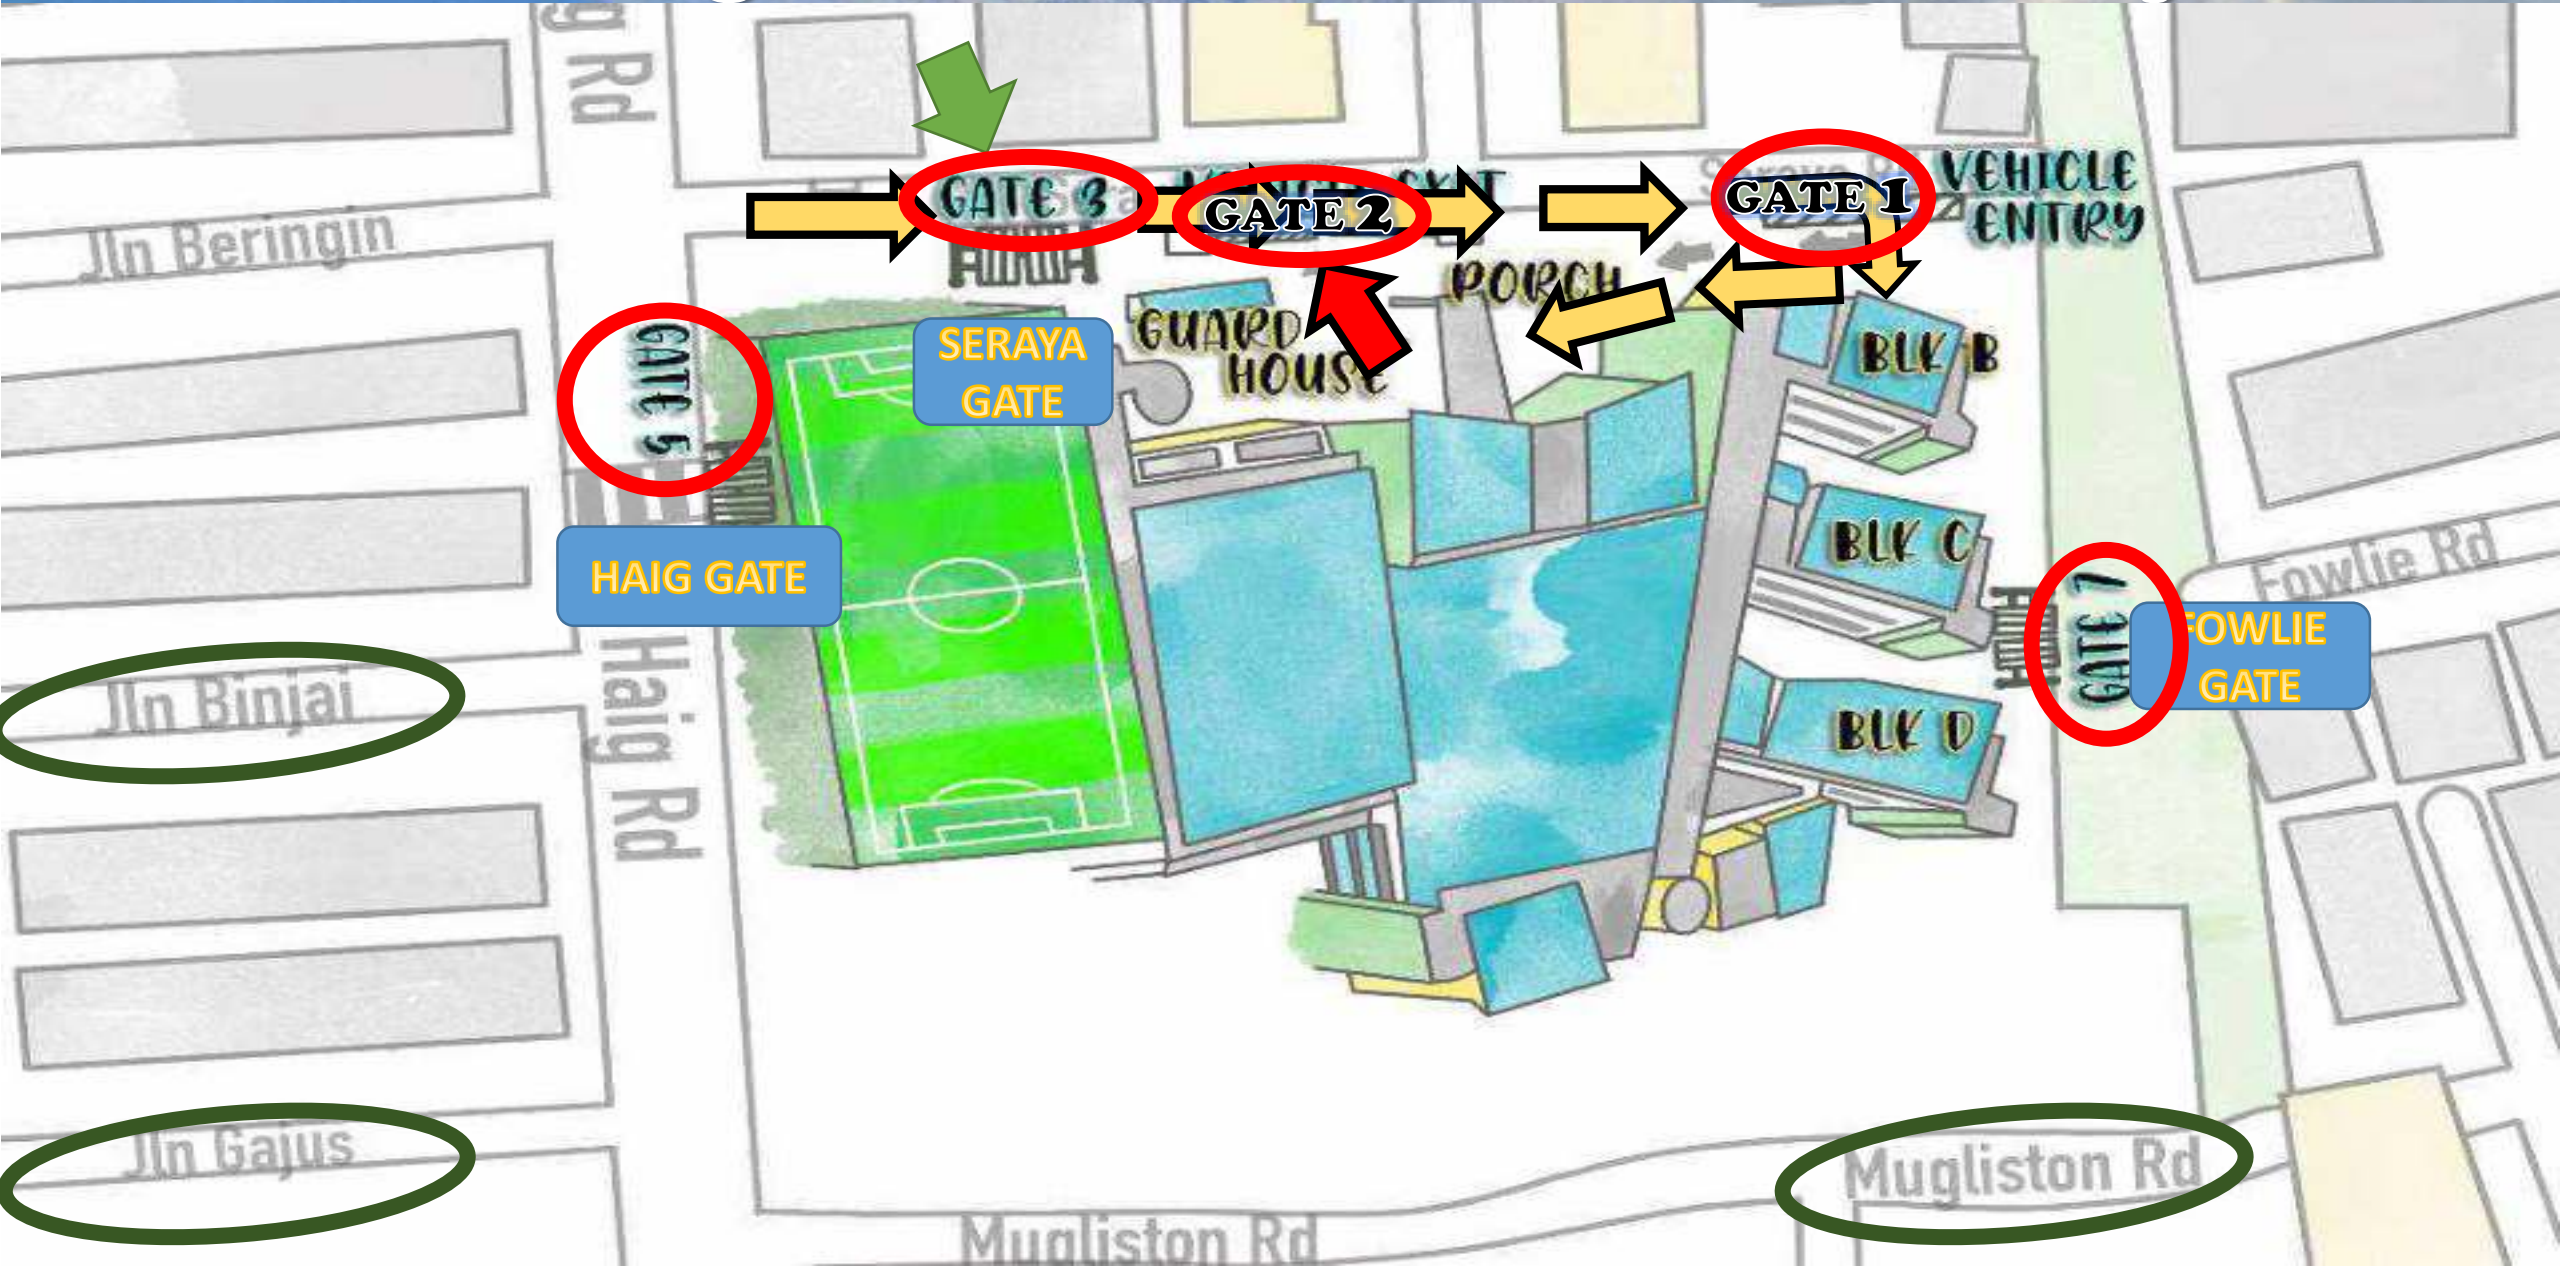 g Rd
GATE 3
GATE 2
GATE 1
VEHICLE
ENTRY
Jln Beringin
PORCH
GUARD
HOUSE
SERAYA
GATE
GATE 5
BLK B
HAIG GATE
BLK C
Fowlie Rd
GATE 7
FOWLIE
GATE
Jln Binjai
Haig Rd
BLK D
Jln Gajus
Mugliston Rd
Mugliston Rd